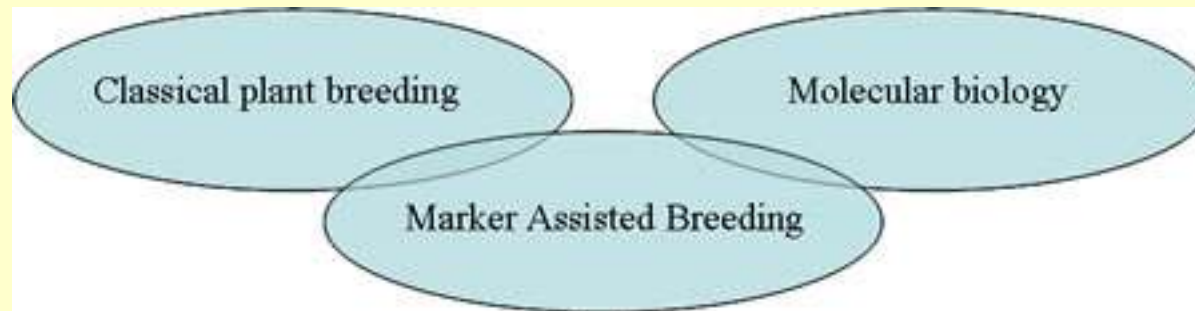 Classical plant breeding
Molecular biology
Marker Assisted Breeding